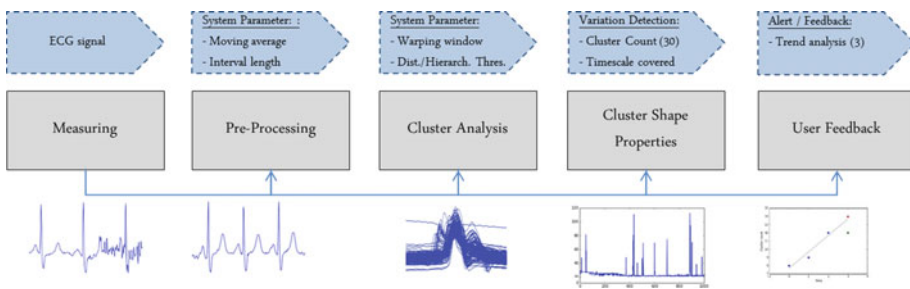 ECG signal
System Parameter: :
- Moving average
- Interval length
System Parameter:
- Warping window
- Dist./Hierarch. Thres.
Variation Detection:
- Cluster Count (30)
- Timescale covered
Alert / Feedback:
- Trend analysis (3)
Measuring
Pre-Processing
Cluster Analysis
Cluster Shape
Properties
User Feedback